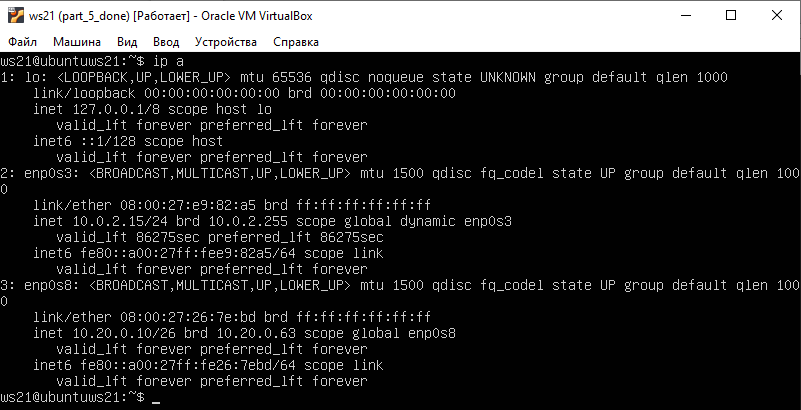 ws21 (part_5_done) [Работает] - Oracle VM VirtualBox
Файл Машина Вид Ввод Устройства Справка
ws21@ubuntuws21:~$ ip a
1: lo: <LOOPBACK,UP,LOWER_UP> mtu 65536 qdisc noqueue state UNKNOWN group default qlen 1000
    link/loopback 00:00:00:00:00:00 brd 00:00:00:00:00:00
    inet 127.0.0.1/8 scope host lo
       valid_lft forever preferred_lft forever
    inet6 ::1/128 scope host
       valid_lft forever preferred_lft forever
2: enp0s3: <BROADCAST,MULTICAST,UP,LOWER_UP> mtu 1500 qdisc fq_codel state UP group default qlen 100
0
    link/ether 08:00:27:e9:82:a5 brd ff:ff:ff:ff:ff:ff
    inet 10.0.2.15/24 brd 10.0.2.255 scope global dynamic enp0s3
       valid_lft 86275sec preferred_lft 86275sec
    inet6 fe80::a00:27ff:fee9:82a5/64 scope link
       valid_lft forever preferred_lft forever
3: enp0s8: <BROADCAST,MULTICAST,UP,LOWER_UP> mtu 1500 qdisc fq_codel state UP group default qlen 100
0
    link/ether 08:00:27:26:7e:bd brd ff:ff:ff:ff:ff:ff
    inet 10.20.0.10/26 brd 10.20.0.63 scope global enp0s8
       valid_lft forever preferred_lft forever
    inet6 fe80::a00:27ff:fe26:7ebd/64 scope link
       valid_lft forever preferred_lft forever
ws21@ubuntuws21:~$ _